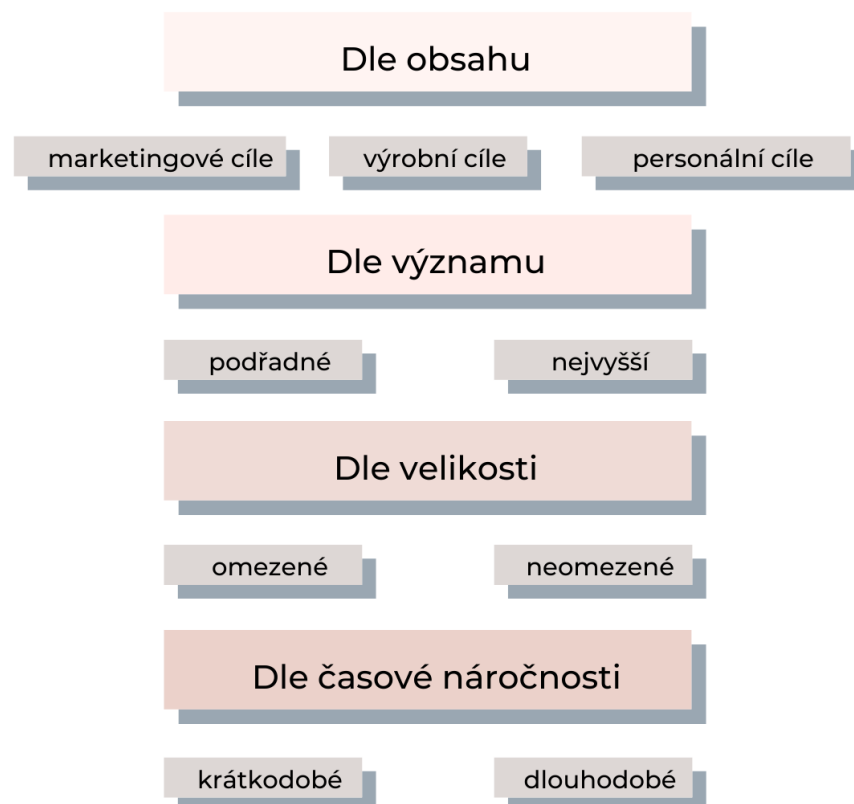 Dle obsahu
marketingové cíle
výrobní cíle
personální cíle
Dle významu
podřadné
nejvyšší
Dle velikosti
omezené
neomezené
Dle časové náročnosti
krátkodobé
dlouhodobé